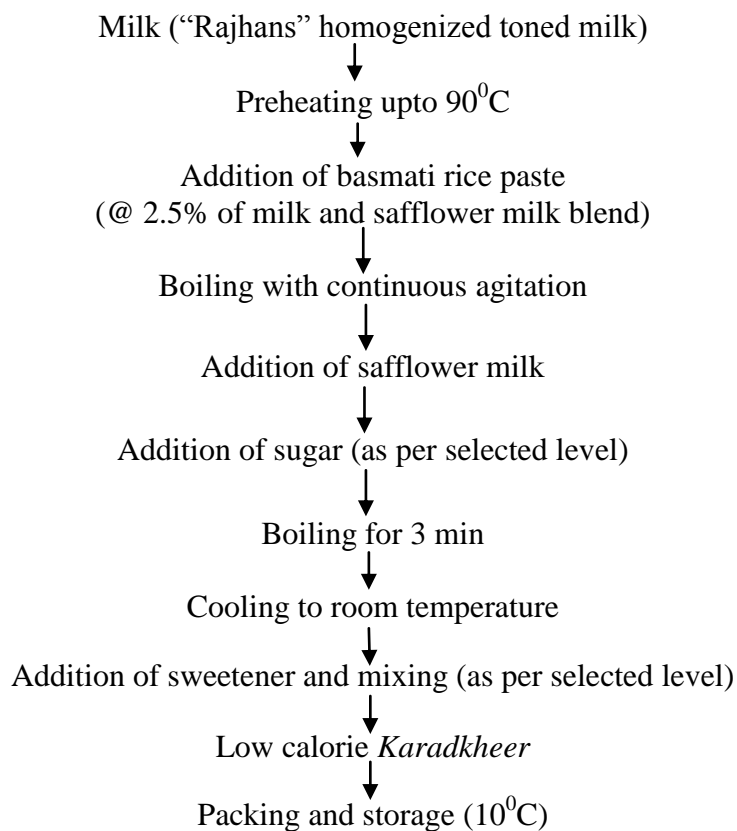 Milk (“Rajhans” homogenized toned milk)
Preheating upto 90⁰C
Addition of basmati rice paste
(@ 2.5% of milk and safflower milk blend)
Boiling with continuous agitation
Addition of safflower milk
Addition of sugar (as per selected level)
Boiling for 3 min
Cooling to room temperature
Addition of sweetener and mixing (as per selected level)
Low calorie Karadkheer
Packing and storage (10⁰C)